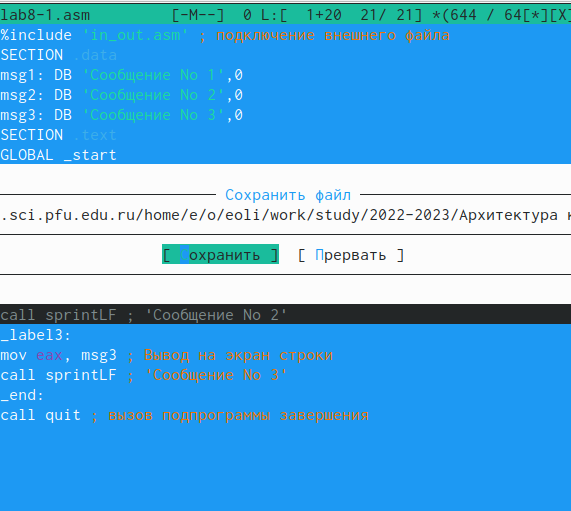 lab8-1.asm         [-M--]  0 L:[  1+20  21/ 21] *(644 / 64[*][X]
%include 'in_out.asm' ; подключение внешнего файла
SECTION .data
msg1: DB 'Сообщение No 1',0
msg2: DB 'Сообщение No 2',0
msg3: DB 'Сообщение No 3',0
SECTION .text
GLOBAL _start
Сохранить файл
.sci.pfu.edu.ru/home/e/o/eoli/work/study/2022-2023/Архитектура к
[ Сохранить ]  [ Прервать ]
call sprintLF ; 'Сообщение No 2'
_label3:
mov eax, msg3 ; Вывод на экран строки
call sprintLF ; 'Сообщение No 3'
_end:
call quit ; вызов подпрограммы завершения